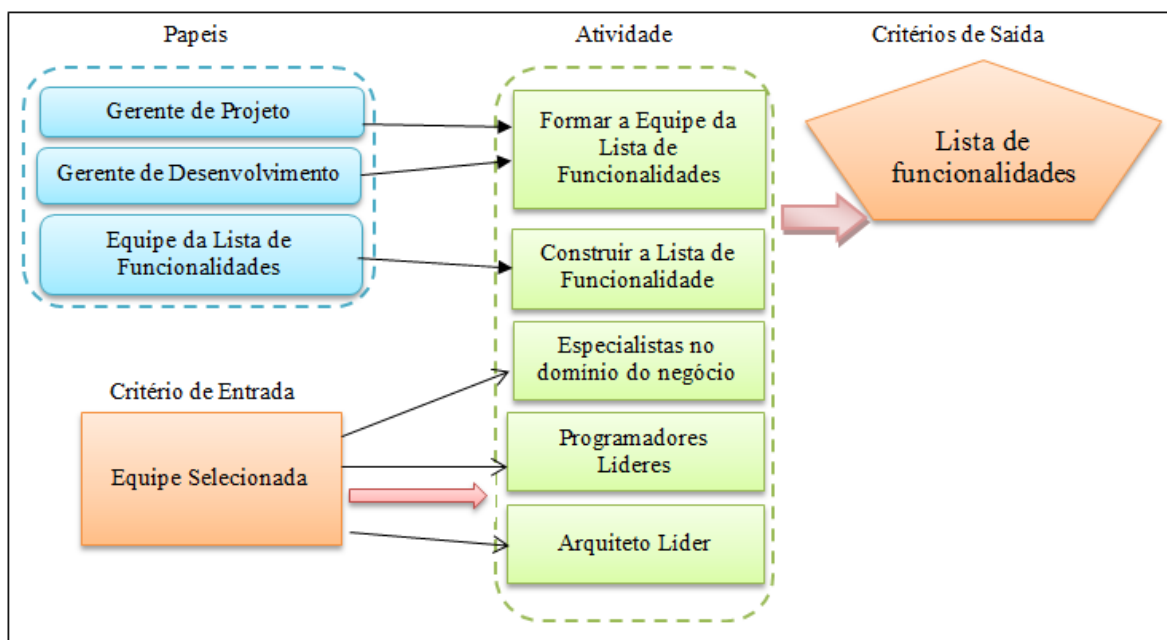 Papeis
Gerente de Projeto
Gerente de Desenvolvimento
Equipe da Lista de
Funcionalidades
Critério de Entrada
Equipe Selecionada
Atividade
Formar a Equipe da
Lista de
Funcionalidades
Construir a Lista de
Funcionalidade
Especialistas no
domínio do negócio
Programadores
Lideres
Arquiteto Lider
Critérios de Saída
Lista de
funcionalidades